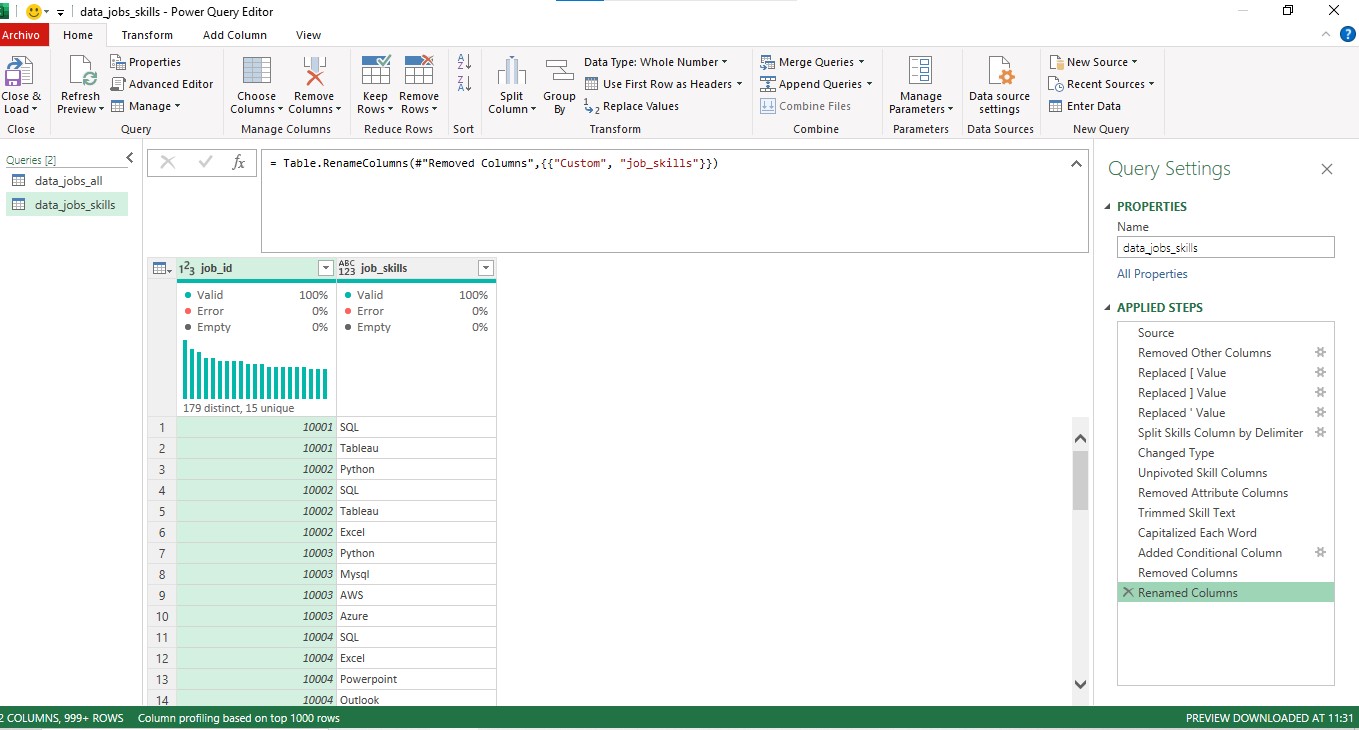 data_jobs_skills - Power Query Editor
Archivo Home Transform Add Column View
Close & Load
Close
Refresh Preview
Properties
Advanced Editor
Manage
Query
Choose Columns
Remove Columns
Manage Columns
Keep Rows
Remove Rows
Reduce Rows
Sort
Split Column
Group By
Data Type: Whole Number
Use First Row as Headers
Replace Values
Transform
Merge Queries
Append Queries
Combine Files
Combine
Manage Parameters
Parameters
Data source settings
Data Sources
New Source
Recent Sources
Enter Data
New Query
Queries [2]
data_jobs_all
data_jobs_skills
fx
= Table.RenameColumns(#"Removed Columns",{{"Custom", "job_skills"}})
1 2 3 job_id ABC 123 job_skills
Valid 100% Valid 100%
Error 0% Error 0%
Empty 0% Empty 0%
179 distinct, 15 unique
1 10001 SQL
2 10001 Tableau
3 10002 Python
4 10002 SQL
5 10002 Tableau
6 10002 Excel
7 10003 Python
8 10003 Mysql
9 10003 AWS
10 10003 Azure
11 10004 SQL
12 10004 Excel
13 10004 Powerpoint
14 10004 Outlook
Query Settings
PROPERTIES
Name
data_jobs_skills
All Properties
APPLIED STEPS
Source
Removed Other Columns
Replaced [ Value
Replaced ] Value
Replaced ' Value
Split Skills Column by Delimiter
Changed Type
Unpivoted Skill Columns
Removed Attribute Columns
Trimmed Skill Text
Capitalized Each Word
Added Conditional Column
Removed Columns
Renamed Columns
2 COLUMNS, 999+ ROWS Column profiling based on top 1000 rows PREVIEW DOWNLOADED AT 11:31